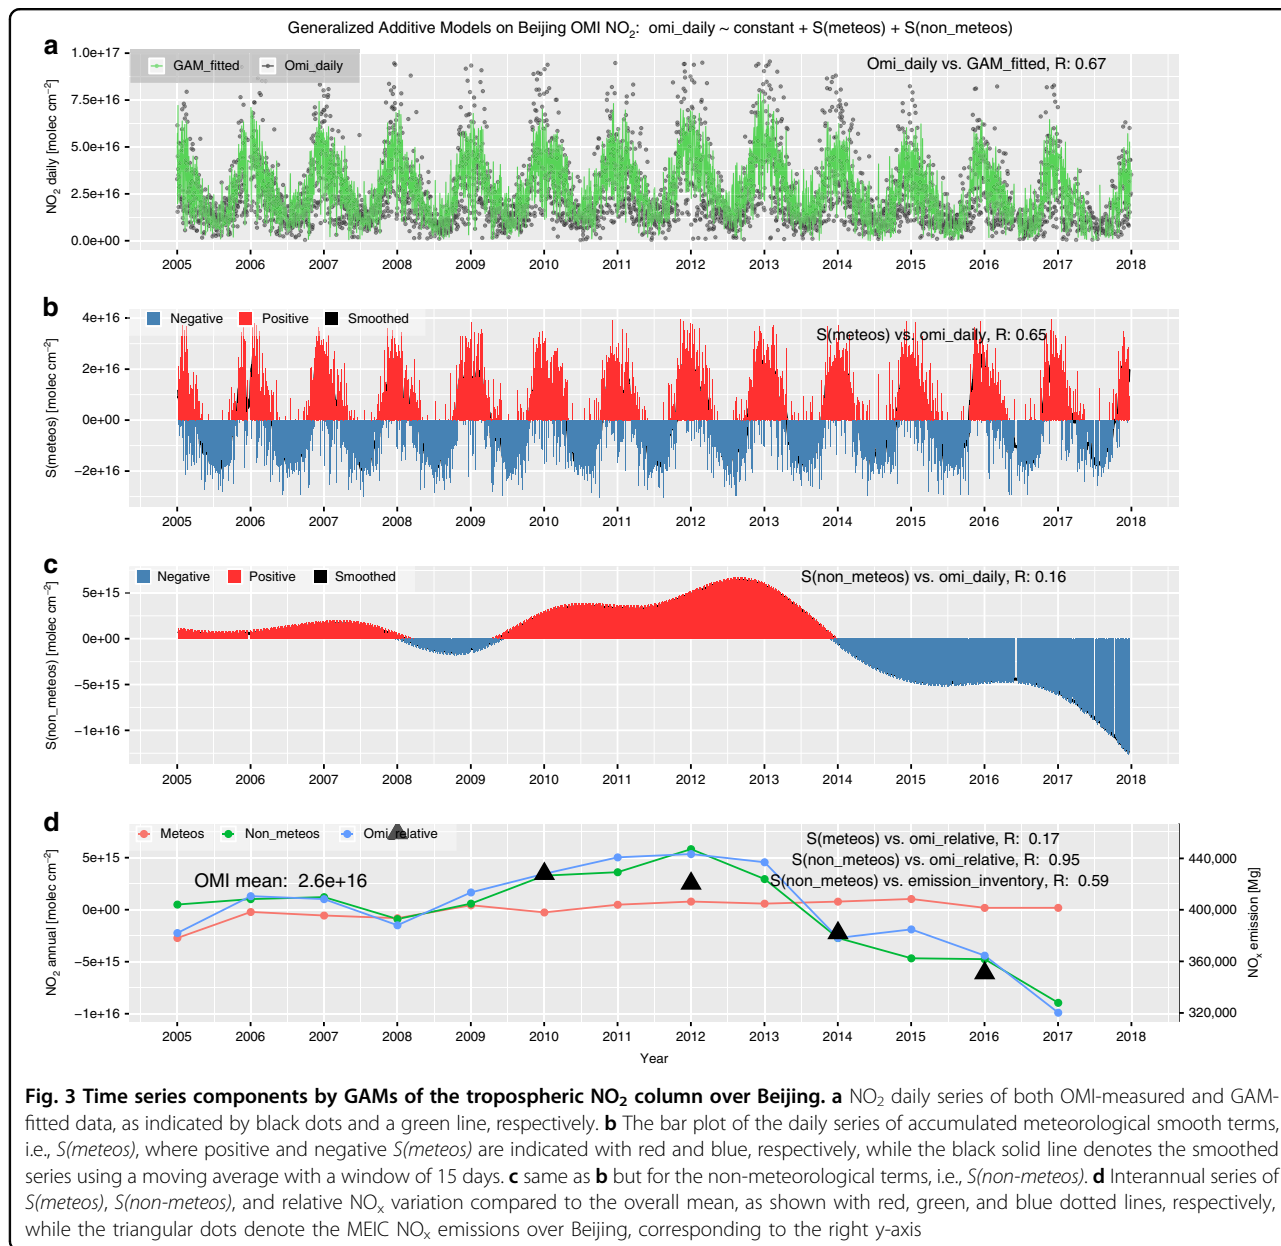 Generalized Additive Models on Beijing OMI NO2: omi_daily ~ constant + S(meteos) + S(non_meteos)
a
GAM_fitted Omi_daily
Omi_daily vs. GAM_fitted, R: 0.67
NO2 daily [molec cm−2]
1.0e+17
7.5e+16
5.0e+16
2.5e+16
0.0e+00
2005 2006 2007 2008 2009 2010 2011 2012 2013 2014 2015 2016 2017 2018
b
Negative Positive Smoothed
S(meteos) vs. omi_daily, R: 0.65
S(meteos) [molec cm−2]
4e+16
2e+16
0e+00
−2e+16
2005 2006 2007 2008 2009 2010 2011 2012 2013 2014 2015 2016 2017 2018
c
Negative Positive Smoothed
S(non_meteos) vs. omi_daily, R: 0.16
S(non_meteos) [molec cm−2]
5e+15
0e+00
−5e+15
−1e+16
2005 2006 2007 2008 2009 2010 2011 2012 2013 2014 2015 2016 2017 2018
d
Meteos Non_meteos Omi_relative
S(meteos) vs. omi_relative, R: 0.17
S(non_meteos) vs. omi_relative, R: 0.95
S(non_meteos) vs. emission_inventory, R: 0.59
OMI mean: 2.6e+16
NO2 annual [molec cm−2]
5e+15
0e+00
−5e+15
−1e+16
440,000
400,000
360,000
320,000
NOx emission [Mg]
2005 2006 2007 2008 2009 2010 2011 2012 2013 2014 2015 2016 2017 2018
Year
Fig. 3 Time series components by GAMs of the tropospheric NO2 column over Beijing. a NO2 daily series of both OMI-measured and GAM-
fitted data, as indicated by black dots and a green line, respectively. b The bar plot of the daily series of accumulated meteorological smooth terms,
i.e., S(meteos), where positive and negative S(meteos) are indicated with red and blue, respectively, while the black solid line denotes the smoothed
series using a moving average with a window of 15 days. c same as b but for the non-meteorological terms, i.e., S(non-meteos). d Interannual series of
S(meteos), S(non-meteos), and relative NOx variation compared to the overall mean, as shown with red, green, and blue dotted lines, respectively,
while the triangular dots denote the MEIC NOx emissions over Beijing, corresponding to the right y-axis